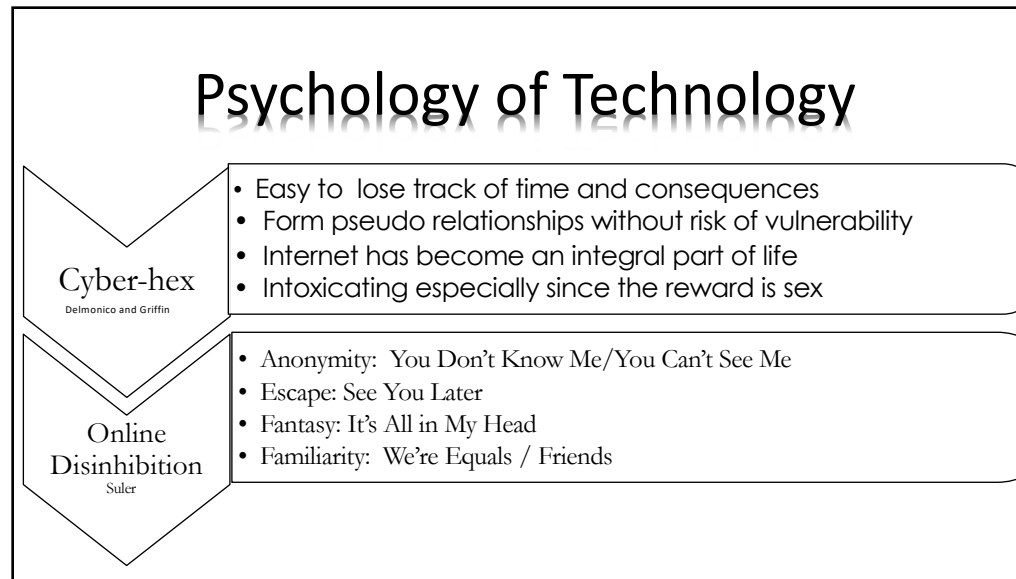 Psychology of Technology
Cyber-hex
Delmonico and Griffin
• Easy to lose track of time and consequences
• Form pseudo relationships without risk of vulnerability
• Internet has become an integral part of life
• Intoxicating especially since the reward is sex
Online
Disinhibition
Suler
• Anonymity: You Don’t Know Me/You Can’t See Me
• Escape: See You Later
• Fantasy: It’s All in My Head
• Familiarity: We’re Equals / Friends